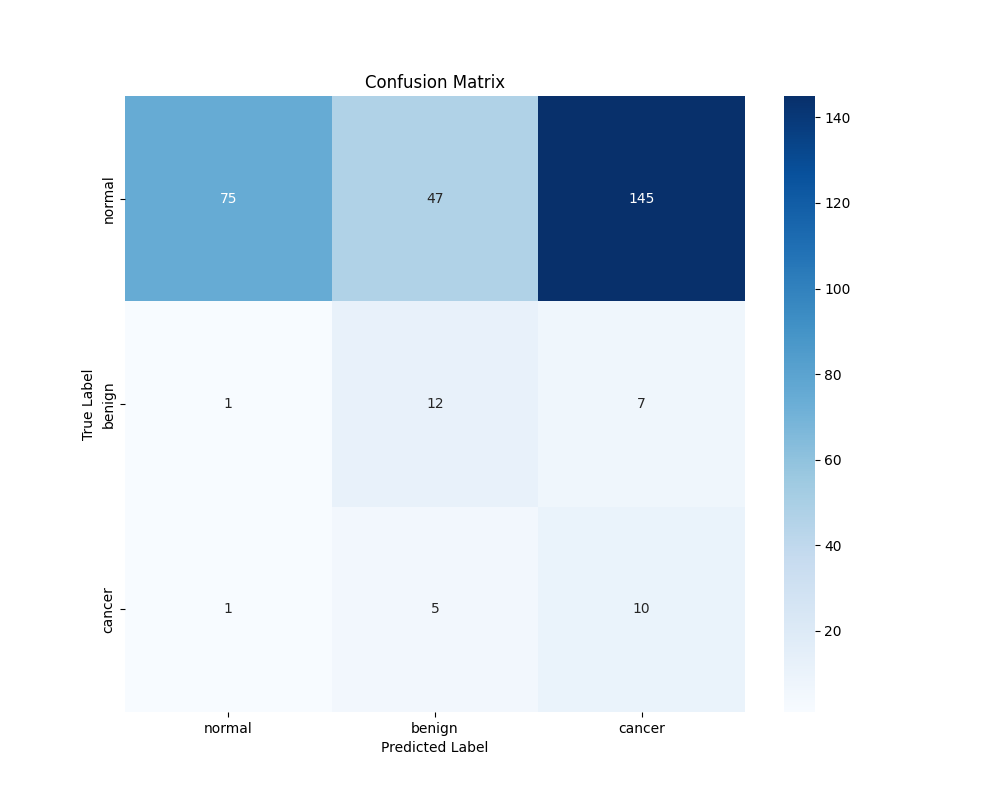 Confusion Matrix
normal 75 47 145
benign 1 12 7
cancer 1 5 10
True Label
normal benign cancer
Predicted Label
140
120
100
80
60
40
20